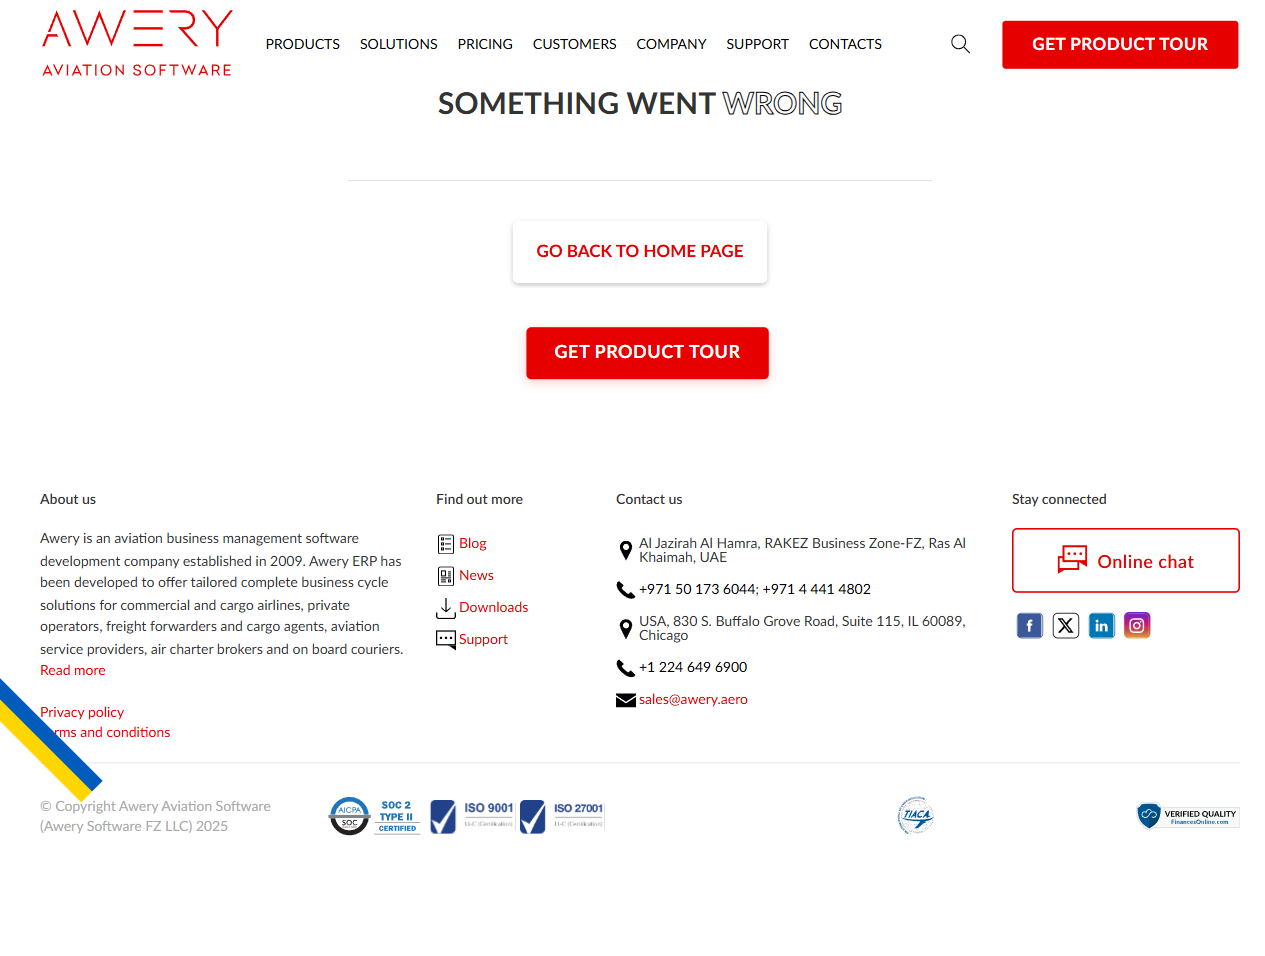 AWERY
AVIATION SOFTWARE
PRODUCTS SOLUTIONS PRICING CUSTOMERS COMPANY SUPPORT CONTACTS
GET PRODUCT TOUR
SOMETHING WENT WRONG
GO BACK TO HOME PAGE
GET PRODUCT TOUR
About us
Awery is an aviation business management software
development company established in 2009. Awery ERP has
been developed to offer tailored complete business cycle
solutions for commercial and cargo airlines, private
operators, freight forwarders and cargo agents, aviation
service providers, air charter brokers and on board couriers.
Read more
Privacy policy
rms and conditions
Find out more
Blog
News
Downloads
Support
Contact us
Al Jazirah Al Hamra, RAKEZ Business Zone-FZ, Ras Al
Khaimah, UAE
+971 50 173 6044; +971 4 441 4802
USA, 830 S. Buffalo Grove Road, Suite 115, IL 60089,
Chicago
+1 224 649 6900
sales@awery.aero
Stay connected
Online chat
© Copyright Awery Aviation Software
(Awery Software FZ LLC) 2025
AICPA
SOC
SOC 2
TYPE II
CERTIFIED
ISO 9001
(Certification)
ISO 27001
(Certification)
TIACA
VERIFIED QUALITY
FinancesOnline.com